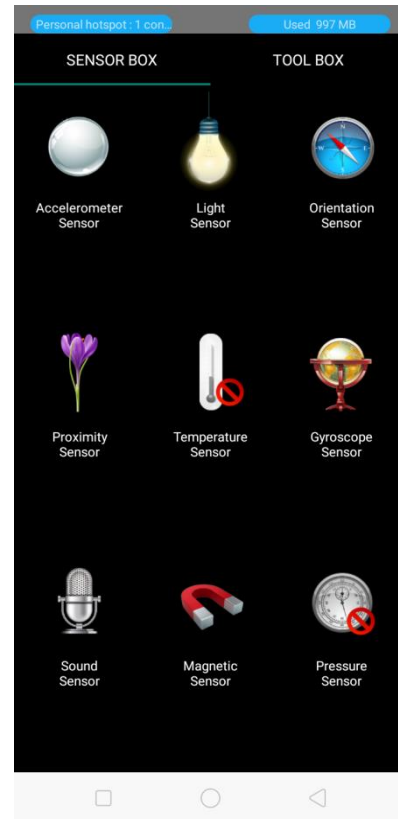 Personal hotspot : 1 con... Used 997 MB
SENSOR BOX TOOL BOX
Accelerometer Light Orientation
Sensor Sensor Sensor
Proximity Temperature Gyroscope
Sensor Sensor Sensor
Sound Magnetic Pressure
Sensor Sensor Sensor